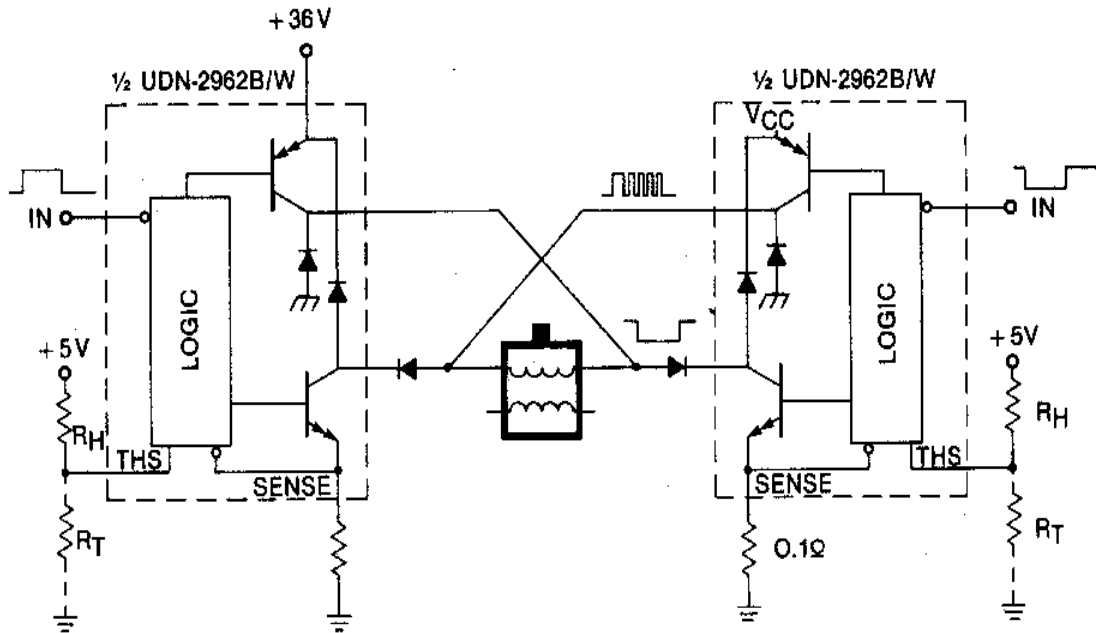 +36V
½ UDN-2962B/W
½ UDN-2962B/W
VCC
IN
IN
LOGIC
LOGIC
+5V
+5V
RH
RH
THS
THS
SENSE
SENSE
RT
0.1Ω
RT